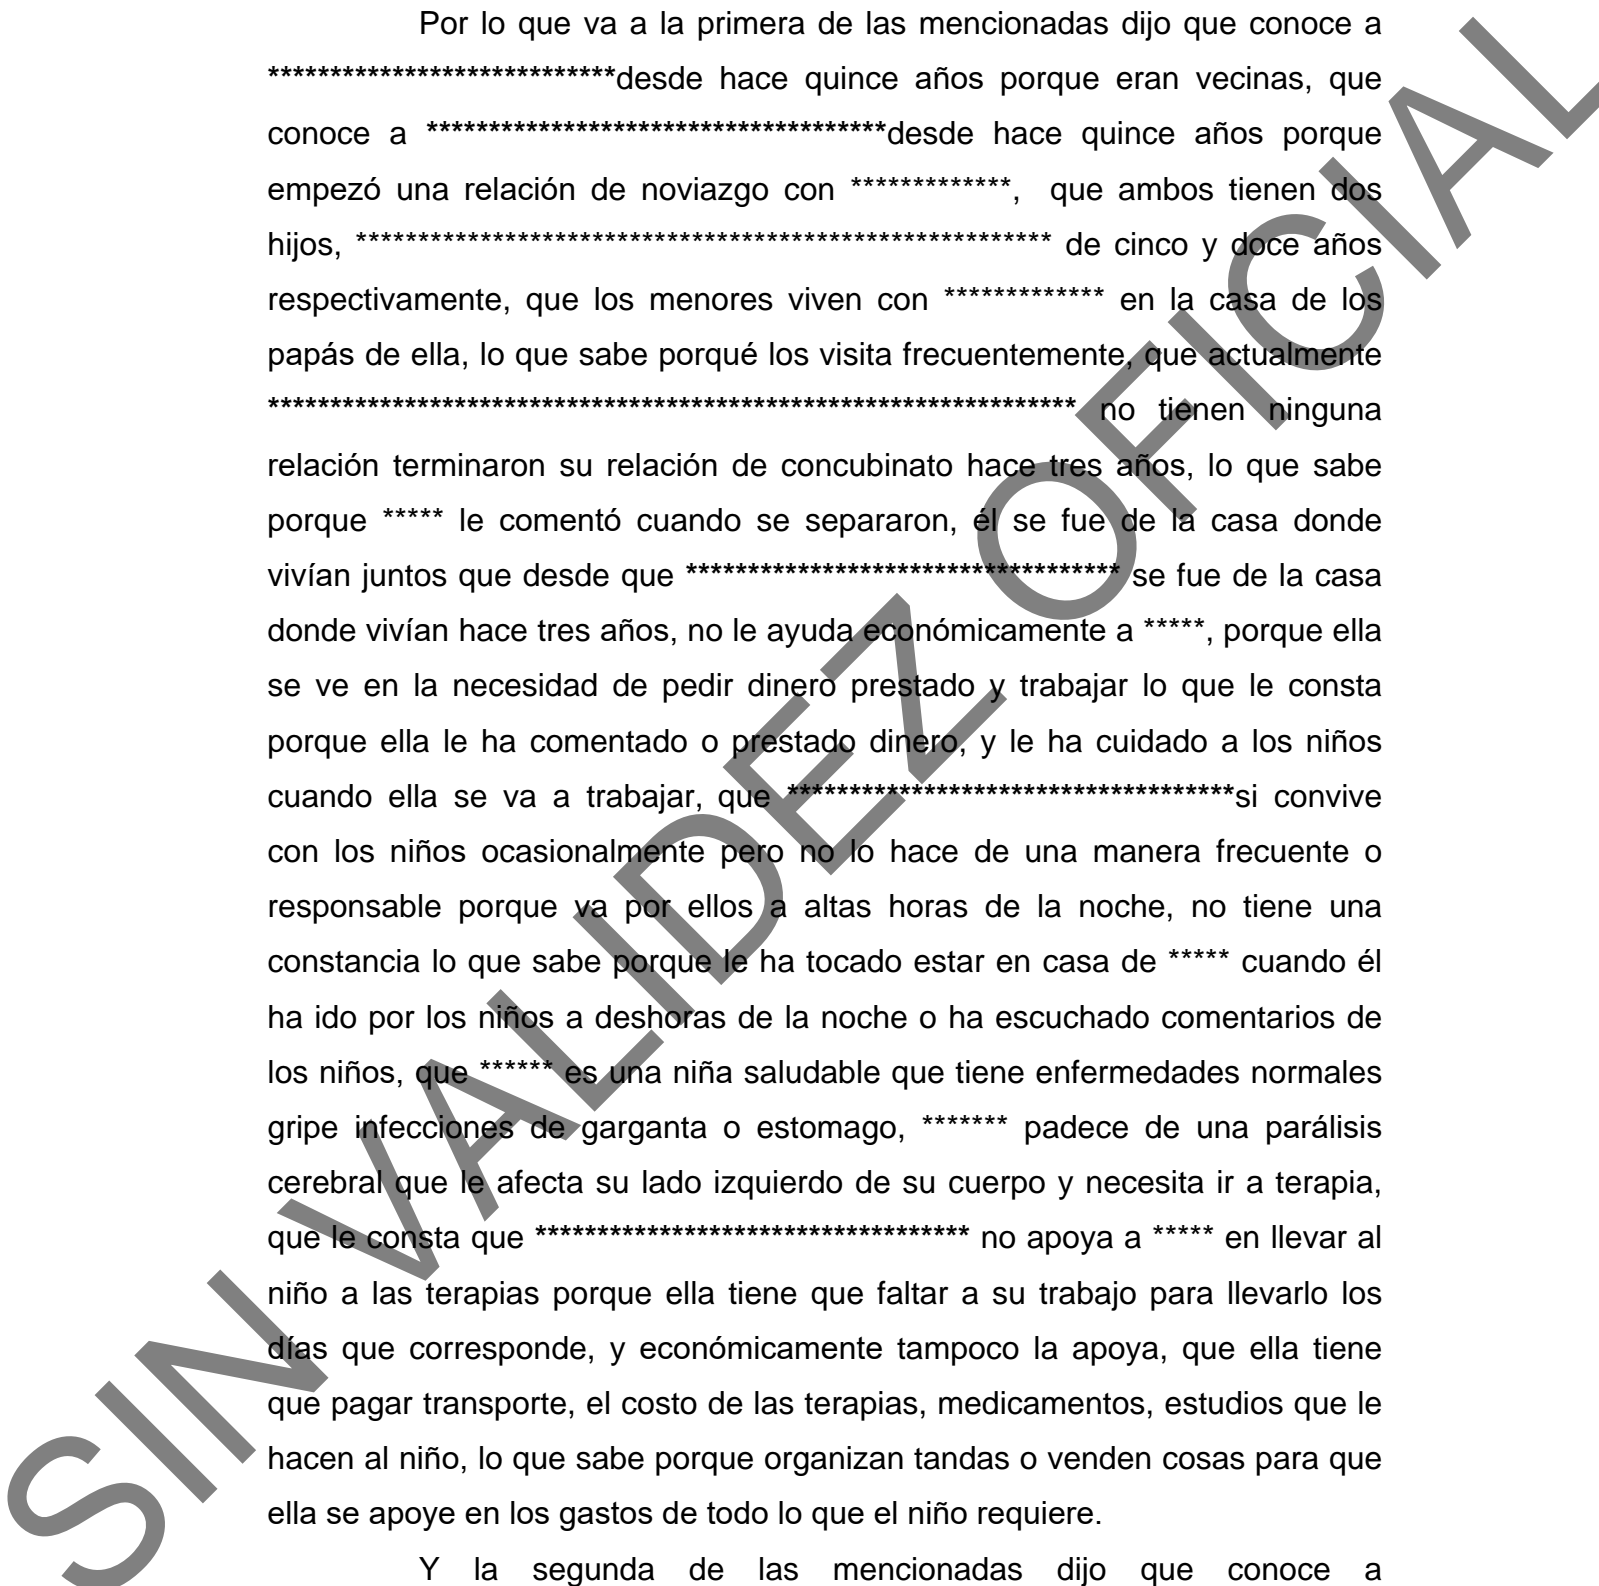 Por lo que va a la primera de las mencionadas dijo que conoce a
****************************desde hace quince años porque eran vecinas, que
conoce a *************************************desde hace quince años porque
empezó una relación de noviazgo con *************, que ambos tienen dos
hijos, ******************************************************** de cinco y doce años
respectivamente, que los menores viven con ************* en la casa de los
papás de ella, lo que sabe porqué los visita frecuentemente, que actualmente
***************************************************************** no tienen ninguna
relación terminaron su relación de concubinato hace tres años, lo que sabe
porque ***** le comentó cuando se separaron, él se fue de la casa donde
vivían juntos que desde que *********************************** se fue de la casa
donde vivían hace tres años, no le ayuda económicamente a *****, porque ella
se ve en la necesidad de pedir dinero prestado y trabajar lo que le consta
porque ella le ha comentado o prestado dinero, y le ha cuidado a los niños
cuando ella se va a trabajar, que ************************************si convive
con los niños ocasionalmente pero no lo hace de una manera frecuente o
responsable porque va por ellos a altas horas de la noche, no tiene una
constancia lo que sabe porque le ha tocado estar en casa de ***** cuando él
ha ido por los niños a deshoras de la noche o ha escuchado comentarios de
los niños, que ****** es una niña saludable que tiene enfermedades normales
gripe infecciones de garganta o estomago, ******* padece de una parálisis
cerebral que le afecta su lado izquierdo de su cuerpo y necesita ir a terapia,
que le consta que *********************************** no apoya a ***** en llevar al
niño a las terapias porque ella tiene que faltar a su trabajo para llevarlo los
días que corresponde, y económicamente tampoco la apoya, que ella tiene
que pagar transporte, el costo de las terapias, medicamentos, estudios que le
hacen al niño, lo que sabe porque organizan tandas o venden cosas para que
ella se apoye en los gastos de todo lo que el niño requiere.
Y la segunda de las mencionadas dijo que conoce a
SIN VALIDEZ OFICIAL